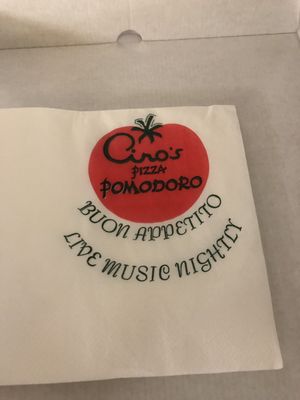 Ciro's
PIZZA
POMODORO
BUON APPETITO
LIVE MUSIC NIGHTLY